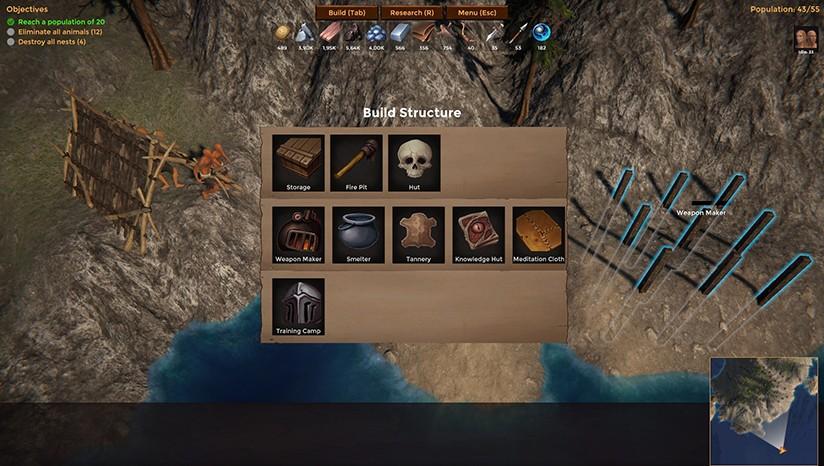 Objectives
Reach a population of 20
Eliminate all animals (12)
Destroy all nests (4)
Build (Tab)
Research (R)
Menu (Esc)
Population: 43/55
489
1,95K
5,64K
4,00K
566
356
754
40
35
53
182
Build Structure
Storage
Fire Pit
Hut
Weapon Maker
Smelter
Tannery
Knowledge Hut
Meditation Cloth
Training Camp
Weapon Maker